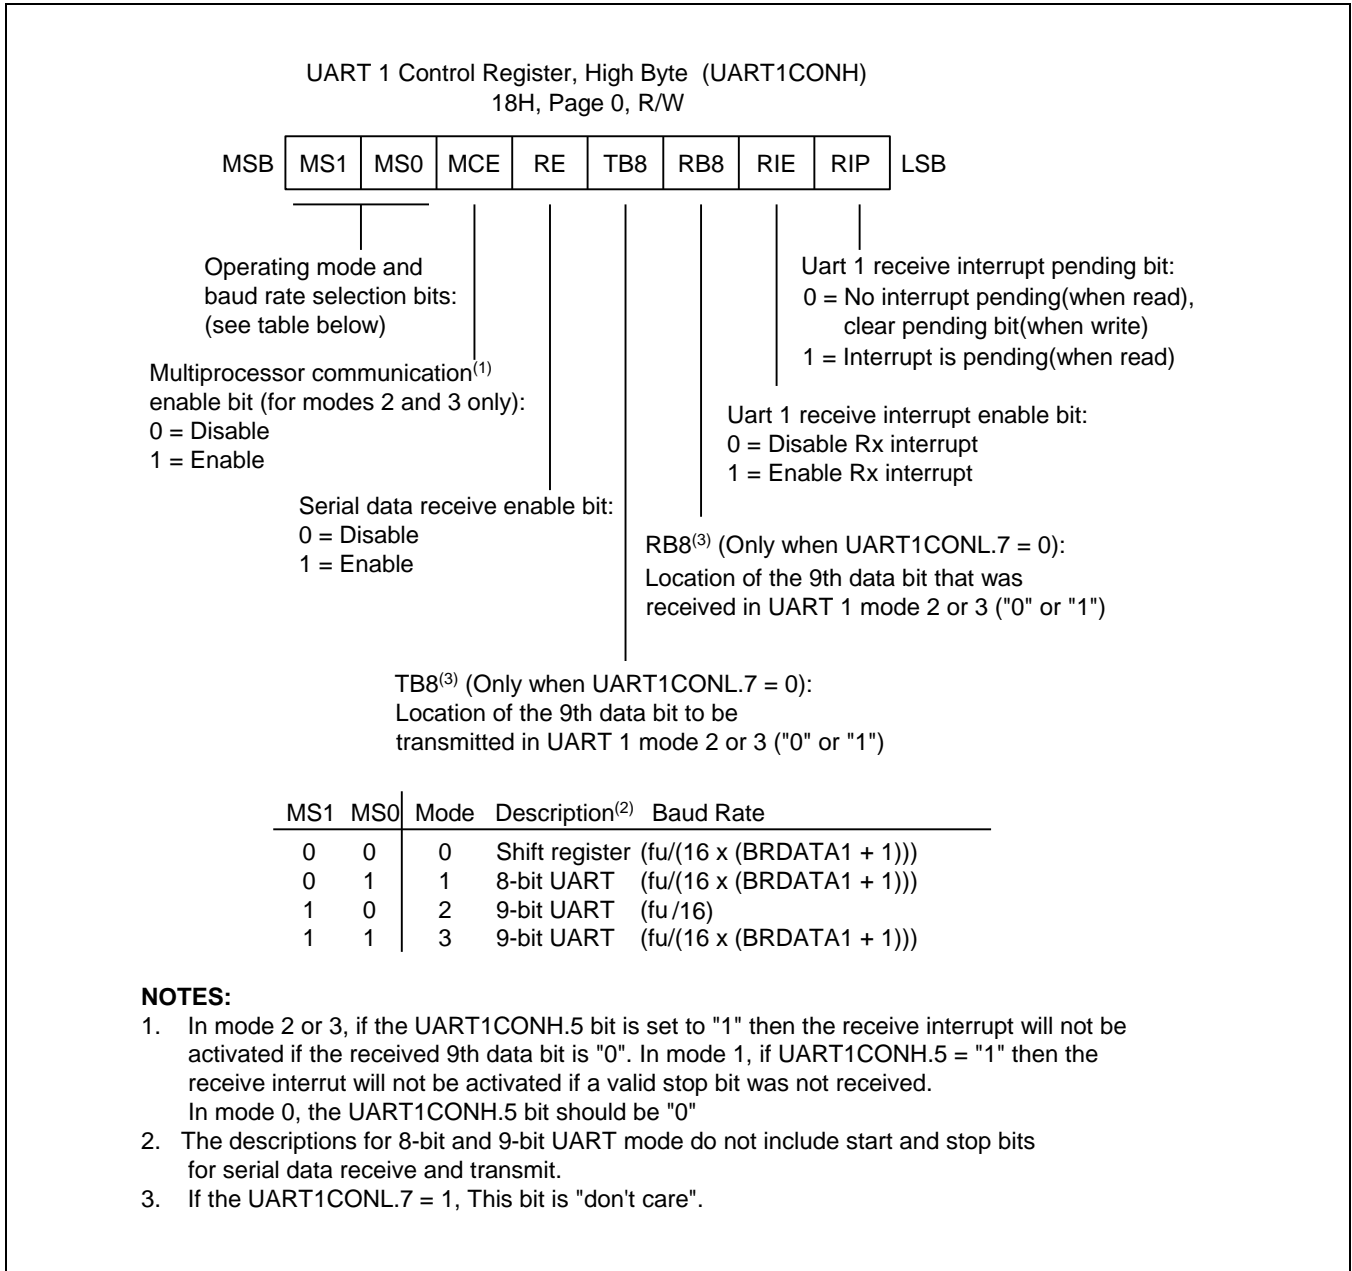 UART 1 Control Register, High Byte (UART1CONH)
18H, Page 0, R/W
MSB MS1 MS0 MCE RE TB8 RB8 RIE RIP LSB
Operating mode and
baud rate selection bits:
(see table below)
Uart 1 receive interrupt pending bit:
0 = No interrupt pending(when read),
clear pending bit(when write)
1 = Interrupt is pending(when read)
Multiprocessor communication(1)
enable bit (for modes 2 and 3 only):
0 = Disable
1 = Enable
Uart 1 receive interrupt enable bit:
0 = Disable Rx interrupt
1 = Enable Rx interrupt
Serial data receive enable bit:
0 = Disable
1 = Enable
RB8(3) (Only when UART1CONL.7 = 0):
Location of the 9th data bit that was
received in UART 1 mode 2 or 3 ("0" or "1")
TB8(3) (Only when UART1CONL.7 = 0):
Location of the 9th data bit to be
transmitted in UART 1 mode 2 or 3 ("0" or "1")
MS1 MS0 Mode Description(2) Baud Rate
0 0 0 Shift register (fu/(16 x (BRDATA1 + 1)))
0 1 1 8-bit UART (fu/(16 x (BRDATA1 + 1)))
1 0 2 9-bit UART (fu/16)
1 1 3 9-bit UART (fu/(16 x (BRDATA1 + 1)))
NOTES:
1. In mode 2 or 3, if the UART1CONH.5 bit is set to "1" then the receive interrupt will not be
activated if the received 9th data bit is "0". In mode 1, if UART1CONH.5 = "1" then the
receive interrut will not be activated if a valid stop bit was not received.
In mode 0, the UART1CONH.5 bit should be "0"
2. The descriptions for 8-bit and 9-bit UART mode do not include start and stop bits
for serial data receive and transmit.
3. If the UART1CONL.7 = 1, This bit is "don't care".